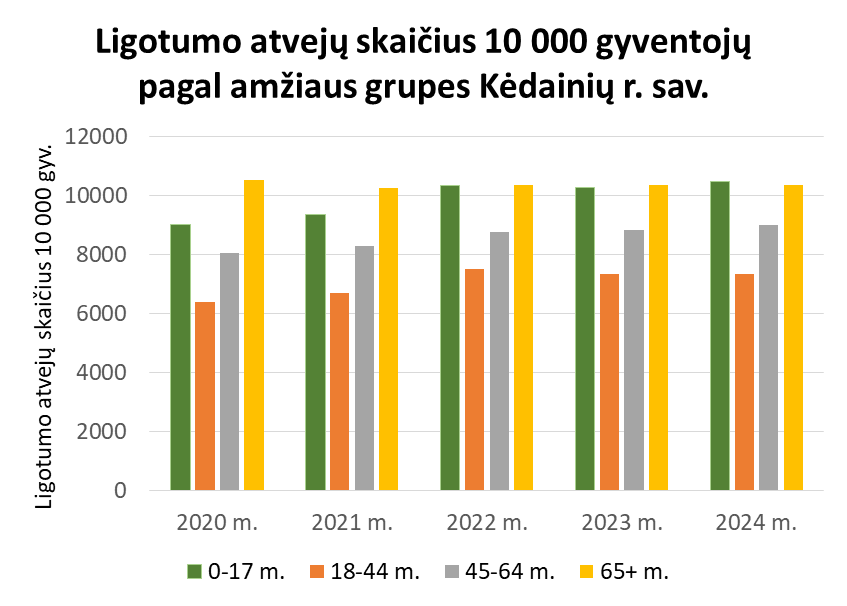 Ligotumo atvejų skaičius 10 000 gyventojų
pagal amžiaus grupes Kėdainių r. sav.
Ligotumo atvejų skaičius 10 000 gyv.
12000
10000
8000
6000
4000
2000
0
2020 m.
2021 m.
2022 m.
2023 m.
2024 m.
0-17 m.
18-44 m.
45-64 m.
65+ m.